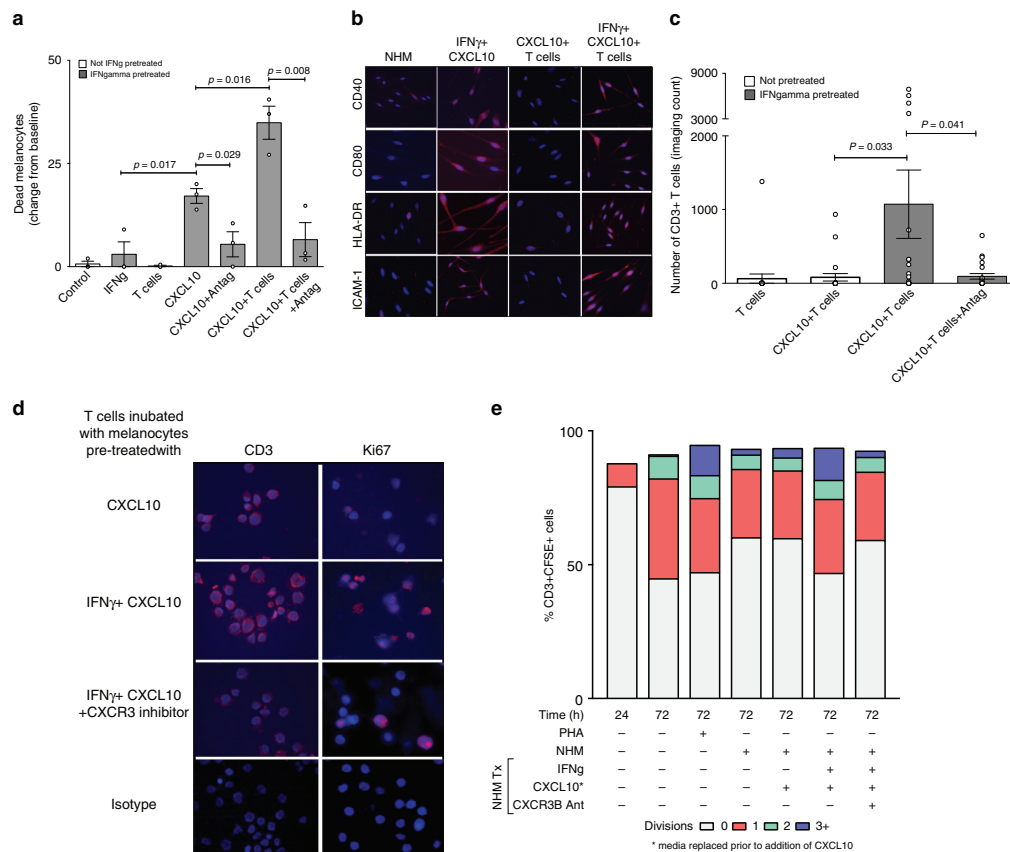 a
Not IFNg pretreated
IFNgamma pretreated
Dead melanocytes
(change from baseline)
50
25
0
p = 0.017
p = 0.029
p = 0.016
p = 0.008
Control
IFNg
T cells
CXCL10
CXCL10+Antag
CXCL10+T cells
CXCL10+T cells
+Antag
b
NHM
IFNγ+
CXCL10
CXCL10+
T cells
IFNγ+
CXCL10+
T cells
CD40
CD80
HLA-DR
ICAM-1
c
Not pretreated
IFNgamma pretreated
Number of CD3+ T cells (imaging count)
9000
3000
2000
1000
0
P = 0.033
P = 0.041
T cells
CXCL10+T cells
CXCL10+T cells
CXCL10+T cells+Antag
d
T cells inubated
with melanocytes
pre-treatedwith
CD3
Ki67
CXCL10
IFNγ+ CXCL10
IFNγ+ CXCL10
+CXCR3 inhibitor
Isotype
e
% CD3+CFSE+ cells
100
50
0
Time (h) 24 72 72 72 72 72 72
PHA – – + – – – –
NHM – – – + + + +
NHM Tx
IFNg – – – – – + +
CXCL10* – – – – + + +
CXCR3B Ant – – – – – – +
Divisions 0 1 2 3+
* media replaced prior to addition of CXCL10